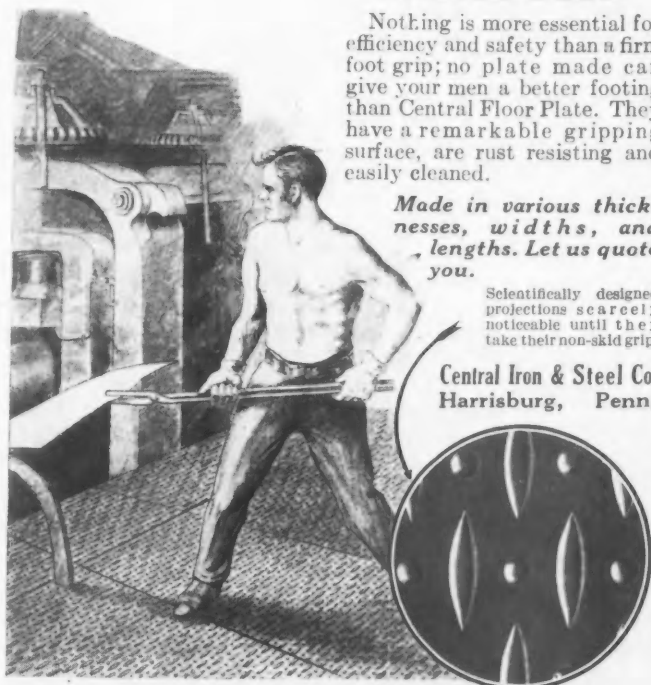 Nothing is more essential fo
efficiency and safety than a firm
foot grip; no plate made can
give your men a better footing
than Central Floor Plate. They
have a remarkable gripping
surface, are rust resisting and
easily cleaned.
Made in various thick-
nesses, widths, and
lengths. Let us quote
you.
Scientifically designed
projections scarcely
noticeable until they
take their non-skid grip
Central Iron & Steel Co
Harrisburg, Penn